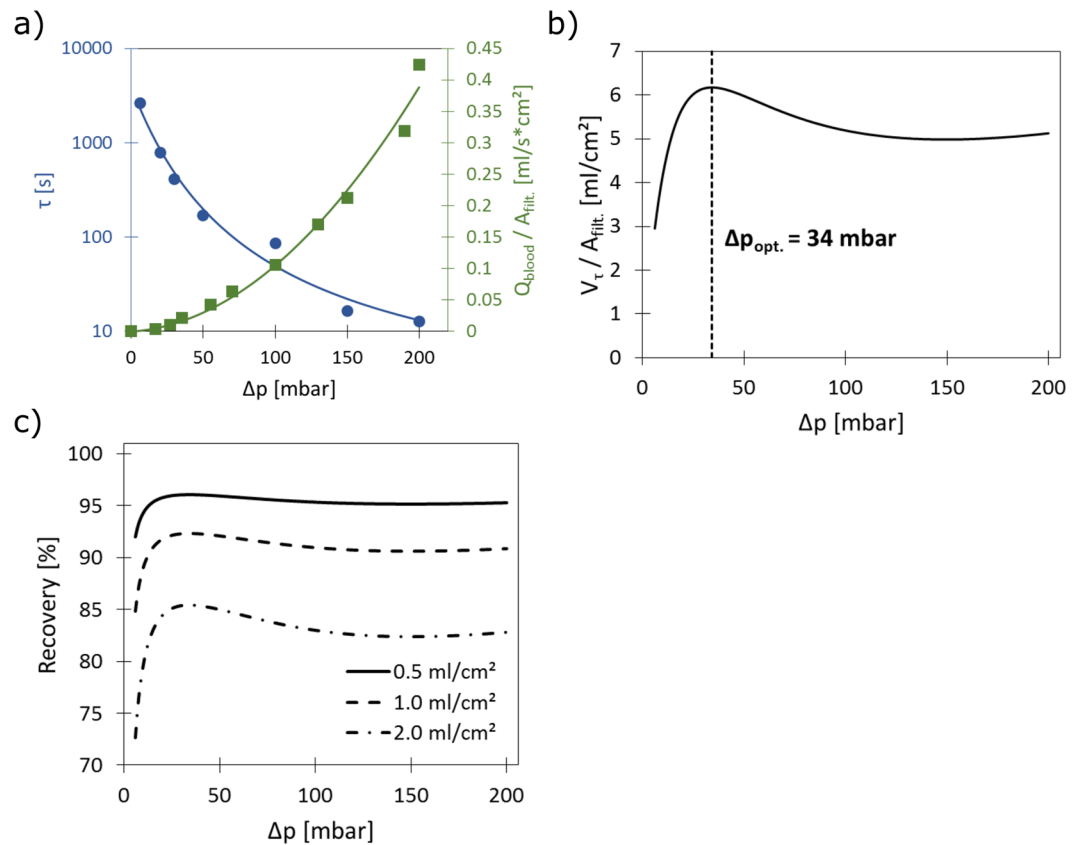 a)
10000
1000
100
10
τ [s]
0.45
0.4
0.35
0.3
0.25
0.2
0.15
0.1
0.05
0
Q_blood / A_filt. [ml/s*cm²]
0 50 100 150 200
Δp [mbar]
b)
7
6
5
4
3
2
1
0
V_τ / A_filt. [ml/cm²]
Δp_opt. = 34 mbar
0 50 100 150 200
Δp [mbar]
c)
100
95
90
85
80
75
70
Recovery [%]
0.5 ml/cm²
1.0 ml/cm²
2.0 ml/cm²
0 50 100 150 200
Δp [mbar]